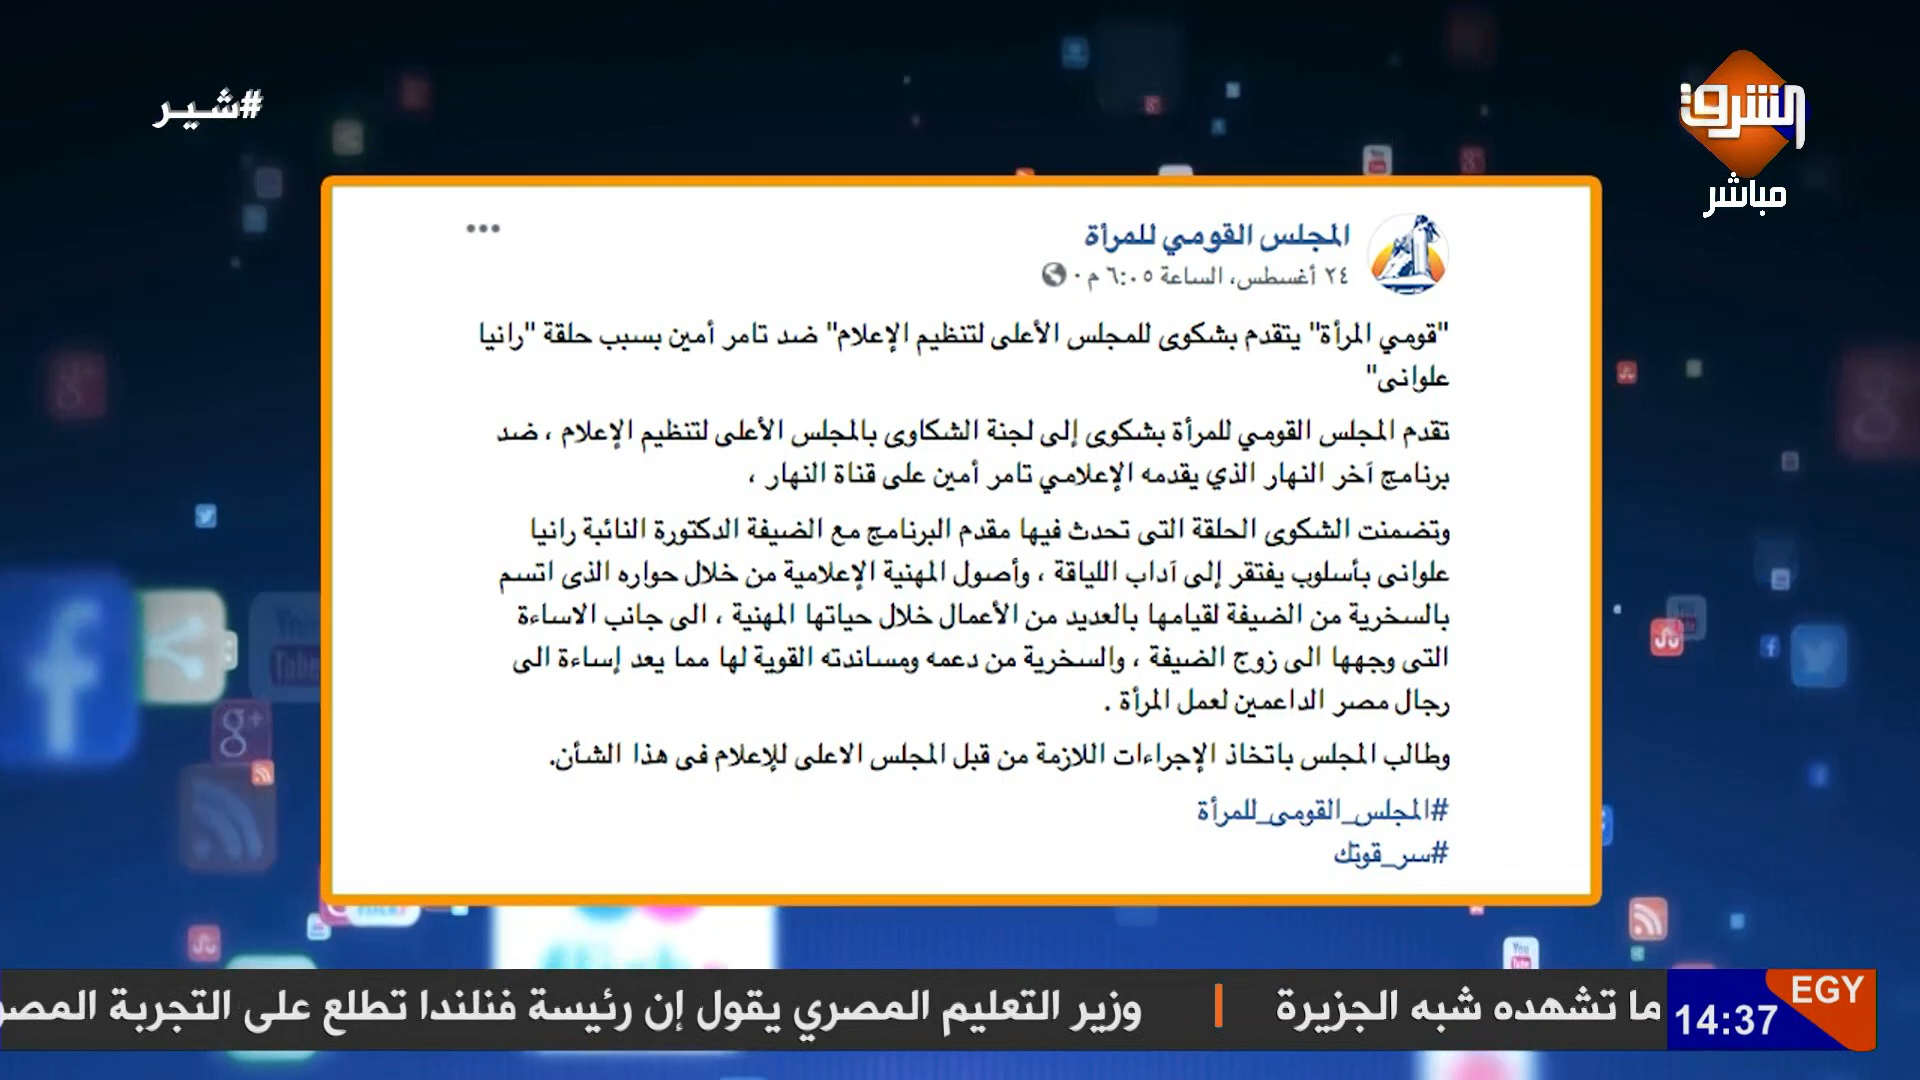 #شير
الشرق
مباشر
المجلس القومي للمرأة
٢٤ أغسطس، الساعة ٦:٠٥ م ·
"قومي المرأة" يتقدم بشكوى للمجلس الأعلى لتنظيم الإعلام" ضد تامر أمين بسبب حلقة "رانيا
علوانى"
تقدم المجلس القومي للمرأة بشكوى إلى لجنة الشكاوى بالمجلس الأعلى لتنظيم الإعلام ، ضد
برنامج آخر النهار الذي يقدمه الإعلامي تامر أمين على قناة النهار ،
وتضمنت الشكوى الحلقة التى تحدث فيها مقدم البرنامج مع الضيفة الدكتورة النائبة رانيا
علوانى بأسلوب يفتقر إلى آداب اللياقة ، وأصول المهنية الإعلامية من خلال حواره الذى اتسم
بالسخرية من الضيفة لقيامها بالعديد من الأعمال خلال حياتها المهنية ، الى جانب الاساءة
التى وجهها الى زوج الضيفة ، والسخرية من دعمه ومساندته القوية لها مما يعد إساءة الى
رجال مصر الداعمين لعمل المرأة .
وطالب المجلس باتخاذ الإجراءات اللازمة من قبل المجلس الاعلى للإعلام فى هذا الشأن.
#المجلس_القومى_للمرأة
#سر_قوتك
EGY
14:37
ما تشهده شبه الجزيرة | وزير التعليم المصري يقول إن رئيسة فنلندا تطلع على التجربة